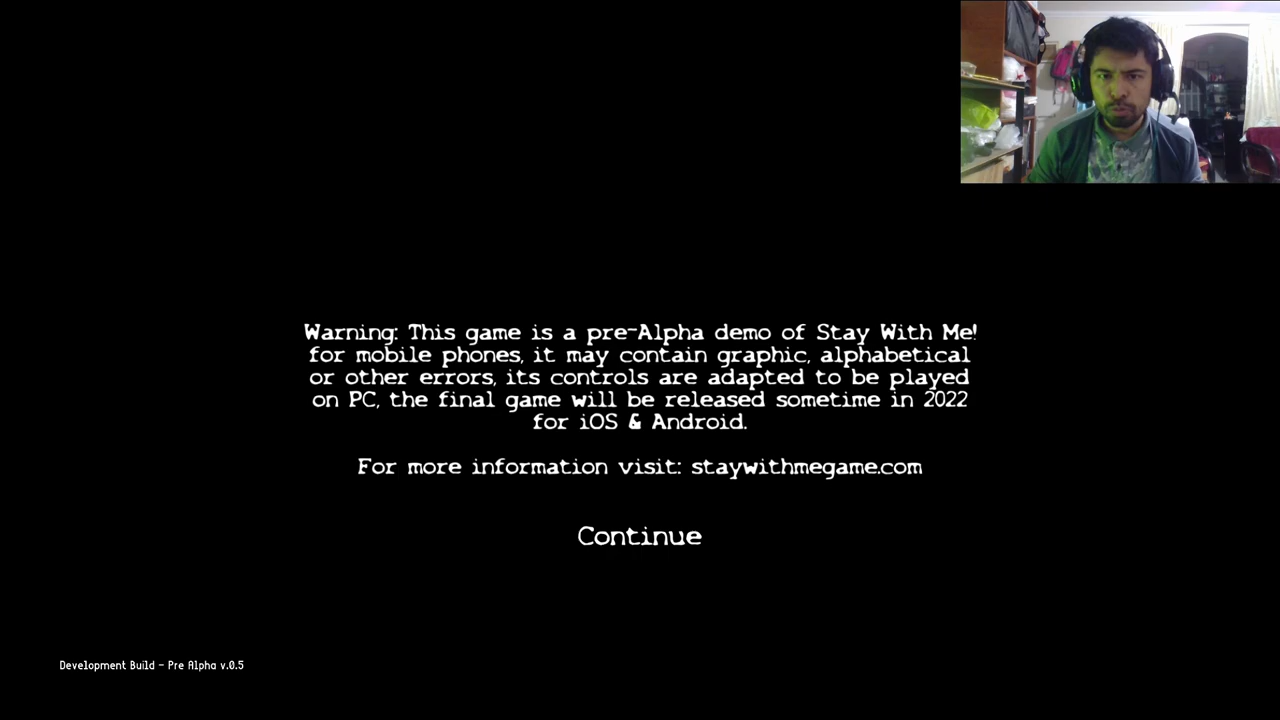 Warning: This game is a pre-Alpha demo of Stay With Me!
for mobile phones, it may contain graphic, alphabetical
or other errors, its controls are adapted to be played
on PC, the final game will be released sometime in 2022
for iOS & Android.
For more information visit: staywithmegame.com
Continue
Development Build - Pre Alpha v.0.5